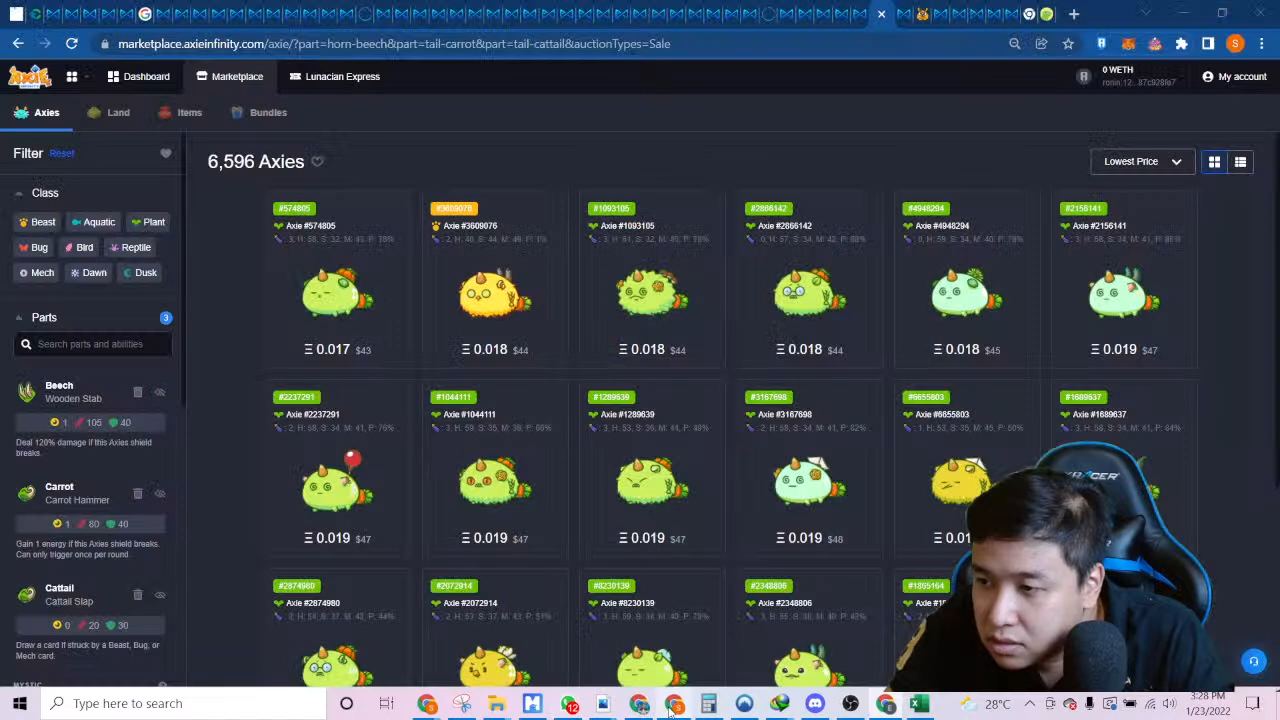 marketplace.axieinfinity.com/axie/?part=horn-beech&part=tail-carrot&part=tail-cattail&auctionTypes=Sale
Dashboard
Marketplace
Lunacian Express
0 WETH
ronin:12...87c928fe7
My account
Axies
Land
Items
Bundles
Filter Reset
6,596 Axies
Lowest Price
Class
Beast Aquatic Plant
Bug Bird Reptile
Mech Dawn Dusk
Parts 3
Search parts and abilities
Beech
Wooden Stab
1 105 40
Deal 120% damage if this Axies shield breaks.
Carrot
Carrot Hammer
1 80 40
Gain 1 energy if this Axies shield breaks.
Can only trigger once per round.
Cattail
Cattail Slap
0 20 30
Draw a card if struck by a Beast, Bug, or
Mech card.
MYSTIC
#574805 #3609076 #1093105 #2866142 #4948294 #2156141
Axie #574805 Axie #3609076 Axie #1093105 Axie #2866142 Axie #4948294 Axie #2156141
Ξ 0.017 $43 Ξ 0.018 $44 Ξ 0.018 $44 Ξ 0.018 $44 Ξ 0.018 $45 Ξ 0.019 $47
#2237291 #1044111 #1289639 #3167698 #6655803 #1689637
Axie #2237291 Axie #1044111 Axie #1289639 Axie #3167698 Axie #6655803 Axie #1689637
Ξ 0.019 $47 Ξ 0.019 $47 Ξ 0.019 $47 Ξ 0.019 $48
#2874980 #2072914 #8230139 #2348806 #1865164
Axie #2874980 Axie #2072914 Axie #8230139 Axie #2348806
XRACER
Type here to search
12
28°C
3:28 PM
1/23/2022